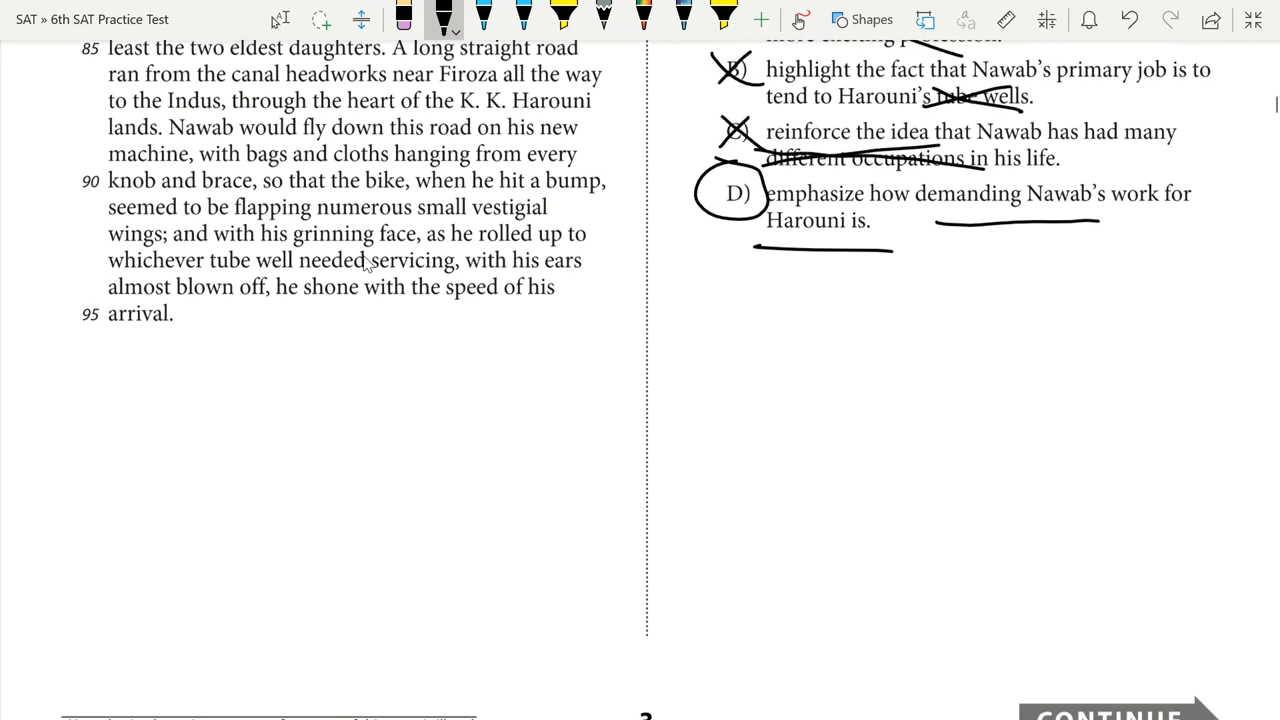 SAT » 6th SAT Practice Test
Shapes
85 least the two eldest daughters. A long straight road
ran from the canal headworks near Firoza all the way
to the Indus, through the heart of the K. K. Harouni
lands. Nawab would fly down this road on his new
machine, with bags and cloths hanging from every
90 knob and brace, so that the bike, when he hit a bump,
seemed to be flapping numerous small vestigial
wings; and with his grinning face, as he rolled up to
whichever tube well needed servicing, with his ears
almost blown off, he shone with the speed of his
95 arrival.
B) highlight the fact that Nawab's primary job is to
tend to Harouni's tube wells.
C) reinforce the idea that Nawab has had many
different occupations in his life.
D) emphasize how demanding Nawab's work for
Harouni is.
3
CONTINUE